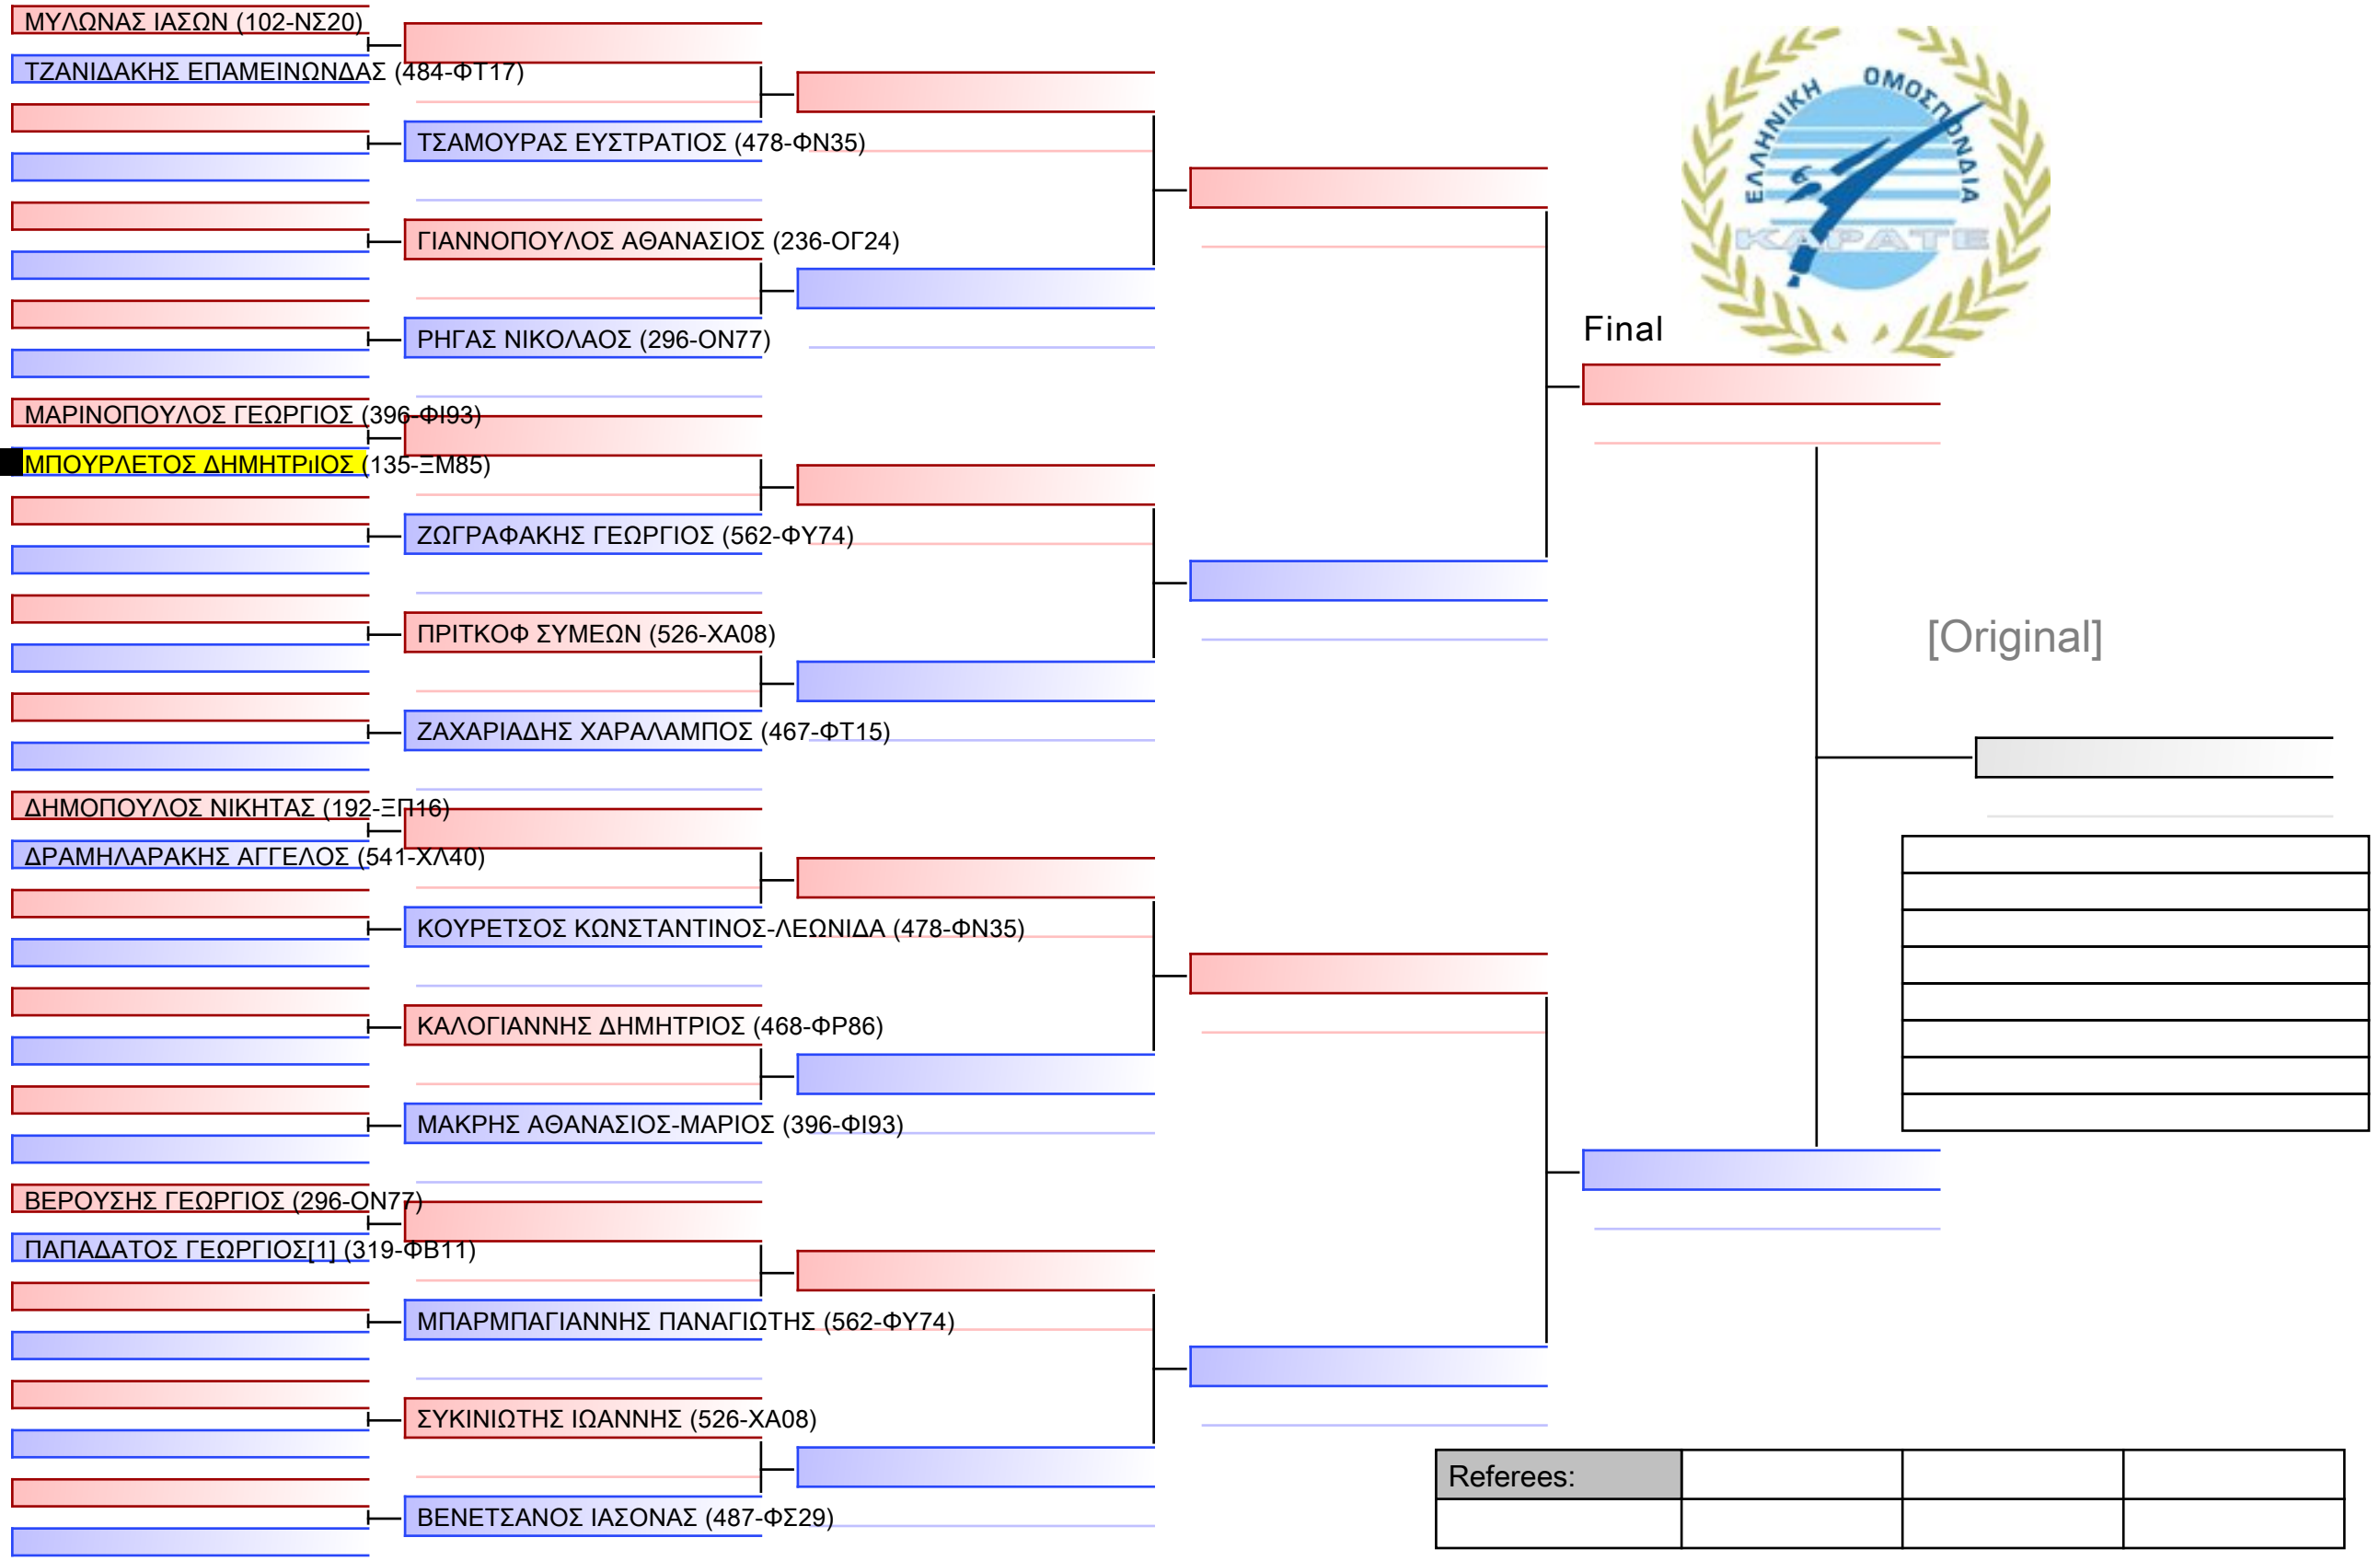 ΜΥΛΩΝΑΣ ΙΑΣΩΝ (102-ΝΣ20)
ΤΖΑΝΙΔΑΚΗΣ ΕΠΑΜΕΙΝΩΝΔΑΣ (484-ΦΤ17)
ΤΣΑΜΟΥΡΑΣ ΕΥΣΤΡΑΤΙΟΣ (478-ΦΝ35)
ΓΙΑΝΝΟΠΟΥΛΟΣ ΑΘΑΝΑΣΙΟΣ (236-ΟΓ24)
ΡΗΓΑΣ ΝΙΚΟΛΑΟΣ (296-ΟΝ77)
ΜΑΡΙΝΟΠΟΥΛΟΣ ΓΕΩΡΓΙΟΣ (396-ΦΙ93)
ΜΠΟΥΡΛΕΤΟΣ ΔΗΜΗΤΡιΙΟΣ (135-ΞΜ85)
ΖΩΓΡΑΦΑΚΗΣ ΓΕΩΡΓΙΟΣ (562-ΦΥ74)
ΠΡΙΤΚΟΦ ΣΥΜΕΩΝ (526-ΧΑ08)
ΖΑΧΑΡΙΑΔΗΣ ΧΑΡΑΛΑΜΠΟΣ (467-ΦΤ15)
ΔΗΜΟΠΟΥΛΟΣ ΝΙΚΗΤΑΣ (192-ΞΠ16)
ΔΡΑΜΗΛΑΡΑΚΗΣ ΑΓΓΕΛΟΣ (541-ΧΛ40)
ΚΟΥΡΕΤΣΟΣ ΚΩΝΣΤΑΝΤΙΝΟΣ-ΛΕΩΝΙΔΑ (478-ΦΝ35)
ΚΑΛΟΓΙΑΝΝΗΣ ΔΗΜΗΤΡΙΟΣ (468-ΦΡ86)
ΜΑΚΡΗΣ ΑΘΑΝΑΣΙΟΣ-ΜΑΡΙΟΣ (396-ΦΙ93)
ΒΕΡΟΥΣΗΣ ΓΕΩΡΓΙΟΣ (296-ΟΝ77)
ΠΑΠΑΔΑΤΟΣ ΓΕΩΡΓΙΟΣ[1] (319-ΦΒ11)
ΜΠΑΡΜΠΑΓΙΑΝΝΗΣ ΠΑΝΑΓΙΩΤΗΣ (562-ΦΥ74)
ΣΥΚΙΝΙΩΤΗΣ ΙΩΑΝΝΗΣ (526-ΧΑ08)
ΒΕΝΕΤΣΑΝΟΣ ΙΑΣΟΝΑΣ (487-ΦΣ29)
ΕΛΛΗΝΙΚΗ ΟΜΟΣΠΟΝΔΙΑ
ΚΑΡΑΤΕ
Final
[Original]
Referees: